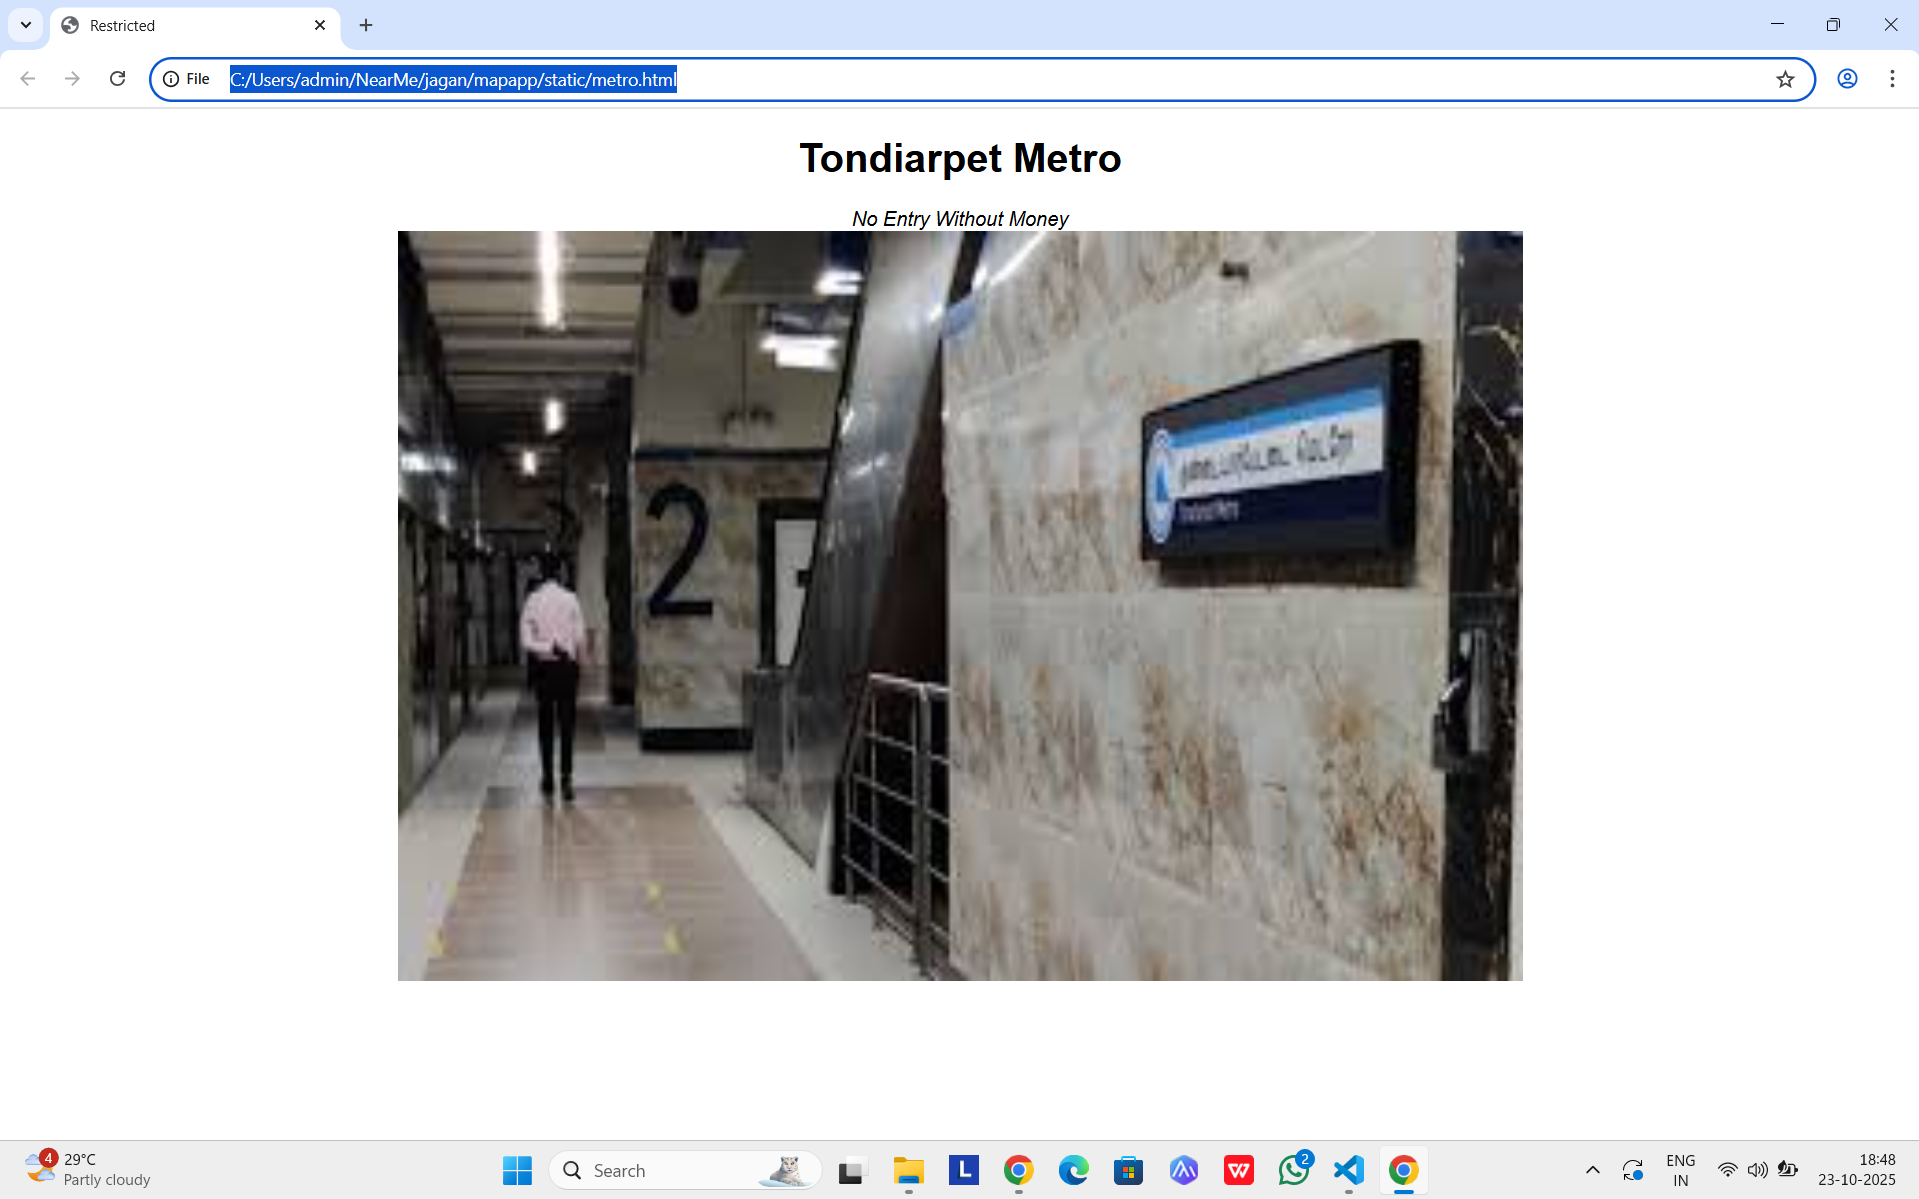 Restricted
File C:/Users/admin/NearMe/jagan/mapapp/static/metro.html
Tondiarpet Metro
No Entry Without Money
2
4
29°C
Partly cloudy
Search
L
W
2
ENG
IN
18:48
23-10-2025